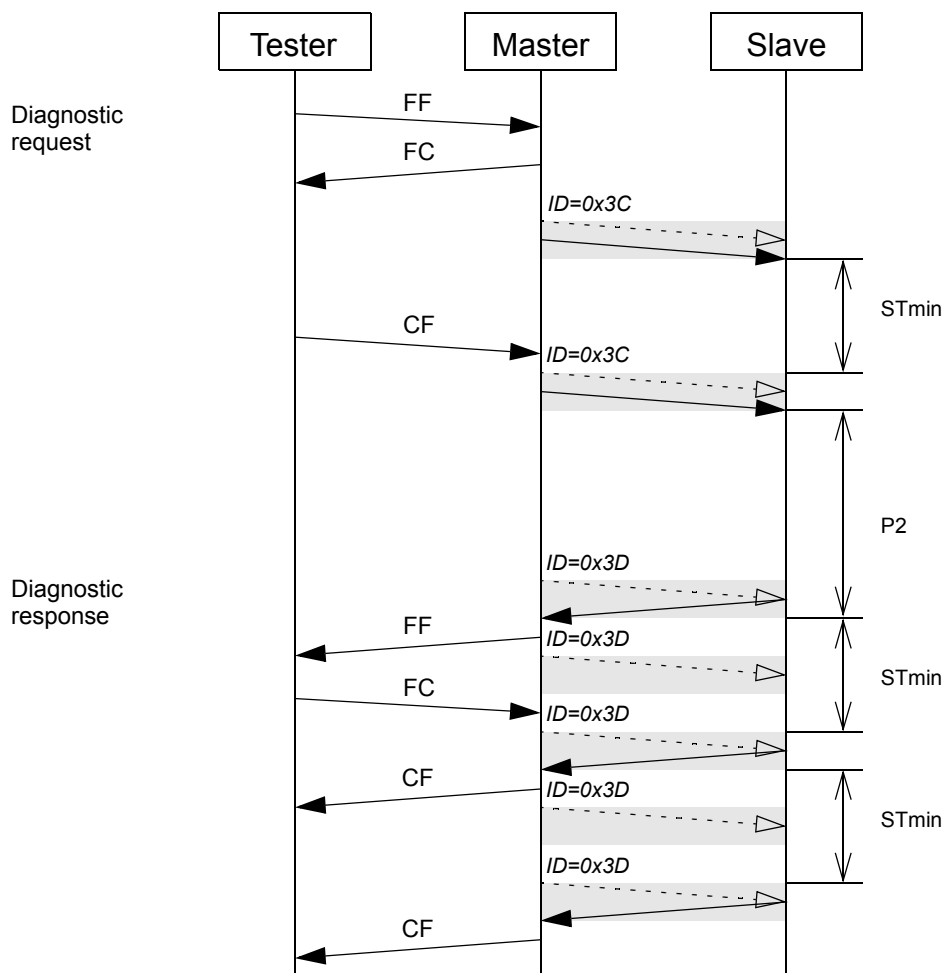 Tester
Master
Slave
Diagnostic
request
FF
FC
ID=0x3C
STmin
CF
ID=0x3C
P2
ID=0x3D
Diagnostic
response
FF
ID=0x3D
STmin
FC
ID=0x3D
CF
ID=0x3D
STmin
ID=0x3D
CF